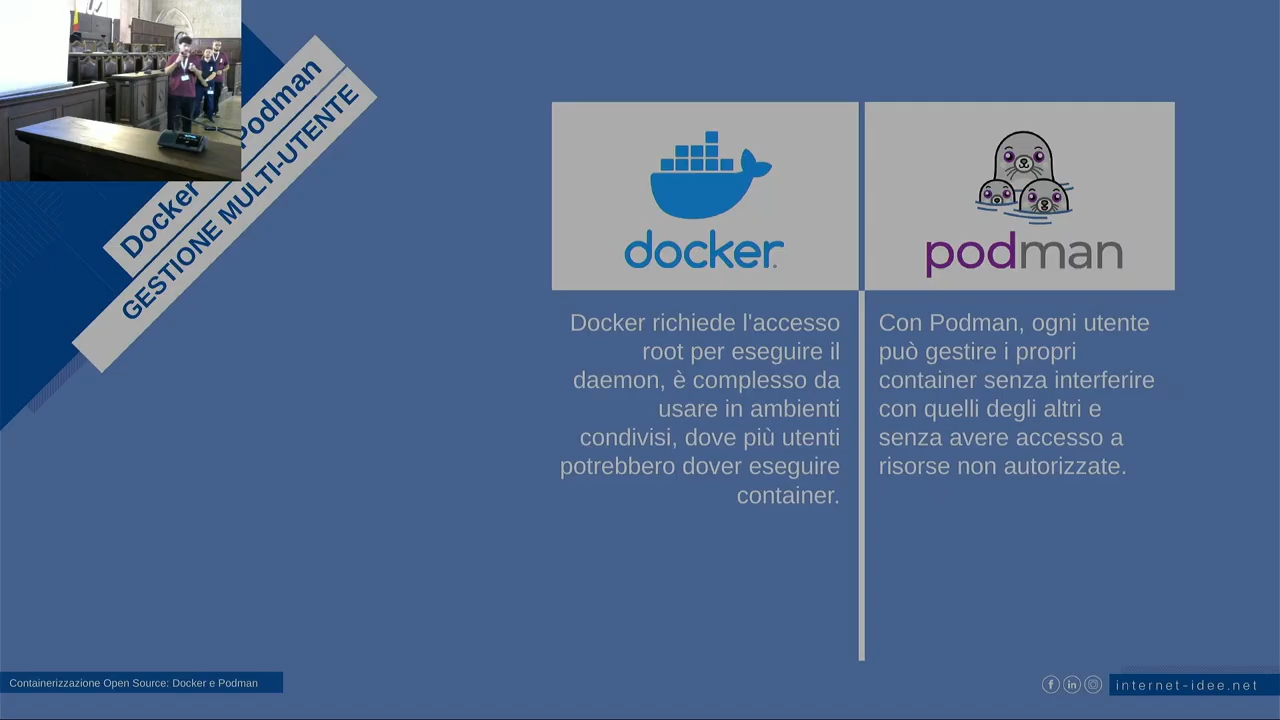 Docker
Podman
GESTIONE MULTI-UTENTE
docker
podman
Docker richiede l'accesso
root per eseguire il
daemon, è complesso da
usare in ambienti
condivisi, dove più utenti
potrebbero dover eseguire
container.
Con Podman, ogni utente
può gestire i propri
container senza interferire
con quelli degli altri e
senza avere accesso a
risorse non autorizzate.
Containerizzazione Open Source: Docker e Podman
internet-idee.net